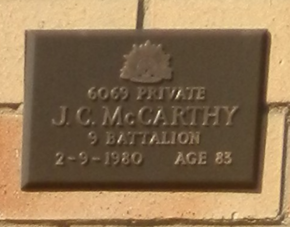 6069 PRIVATE
J. C. McCARTHY
9 BATTALION
2-9-1980 AGE 83